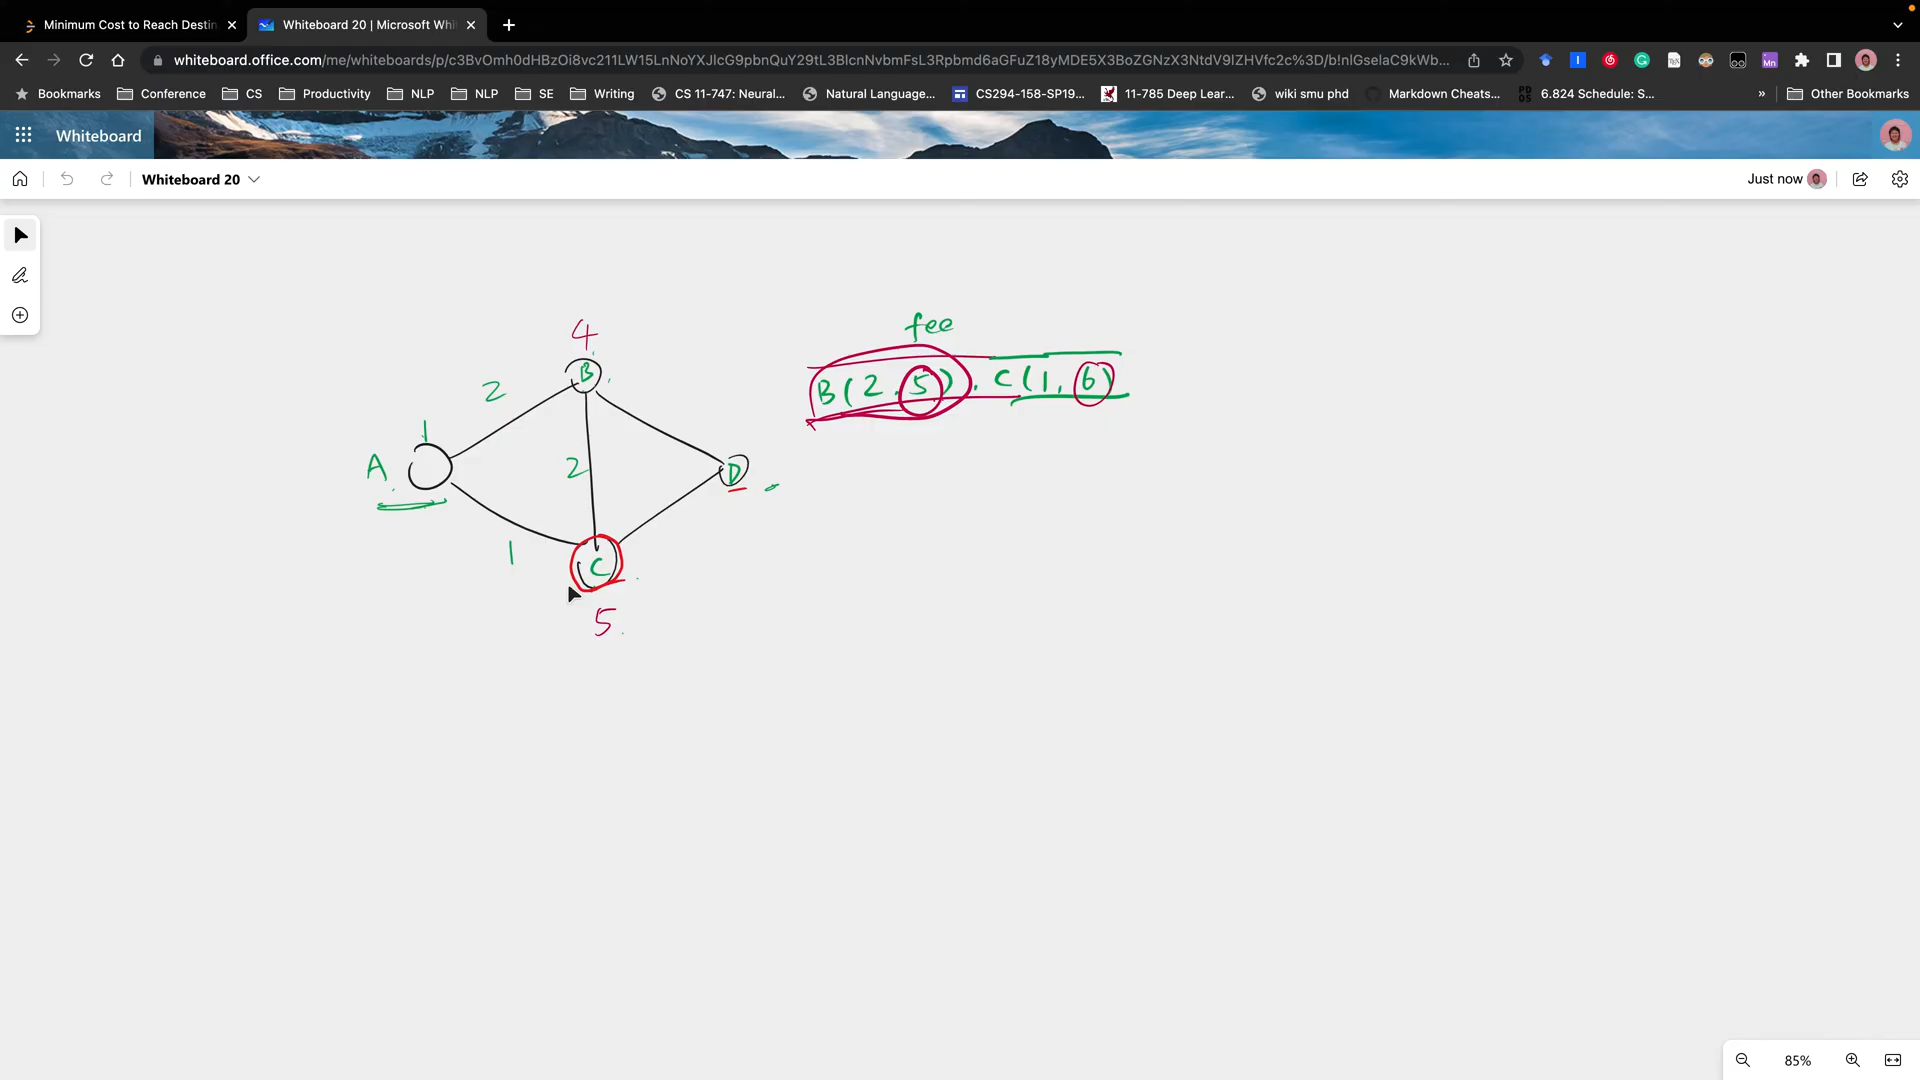 Minimum Cost to Reach Destin
Whiteboard 20 | Microsoft Whi
whiteboard.office.com/me/whiteboards/p/c3BvOmh0dHBzOi8vc211LW15LnNoYXJlcG9pbnQuY29tL3BlcnNvbmFsL3Rpbmd6aGFuZ18yMDE5X3BoZGNzX3NtdV9lZHVfc2c%3D/b!nlGselaC9kWb...
Bookmarks Conference CS Productivity NLP NLP SE Writing CS 11-747: Neural... Natural Language... CS294-158-SP19... 11-785 Deep Lear... wiki smu phd Markdown Cheats... 6.824 Schedule: S... » Other Bookmarks
Whiteboard
Whiteboard 20
Just now
4
fee
B(2,5). C(1,6)
B
2
1
A
2
D
1
C
5
85%